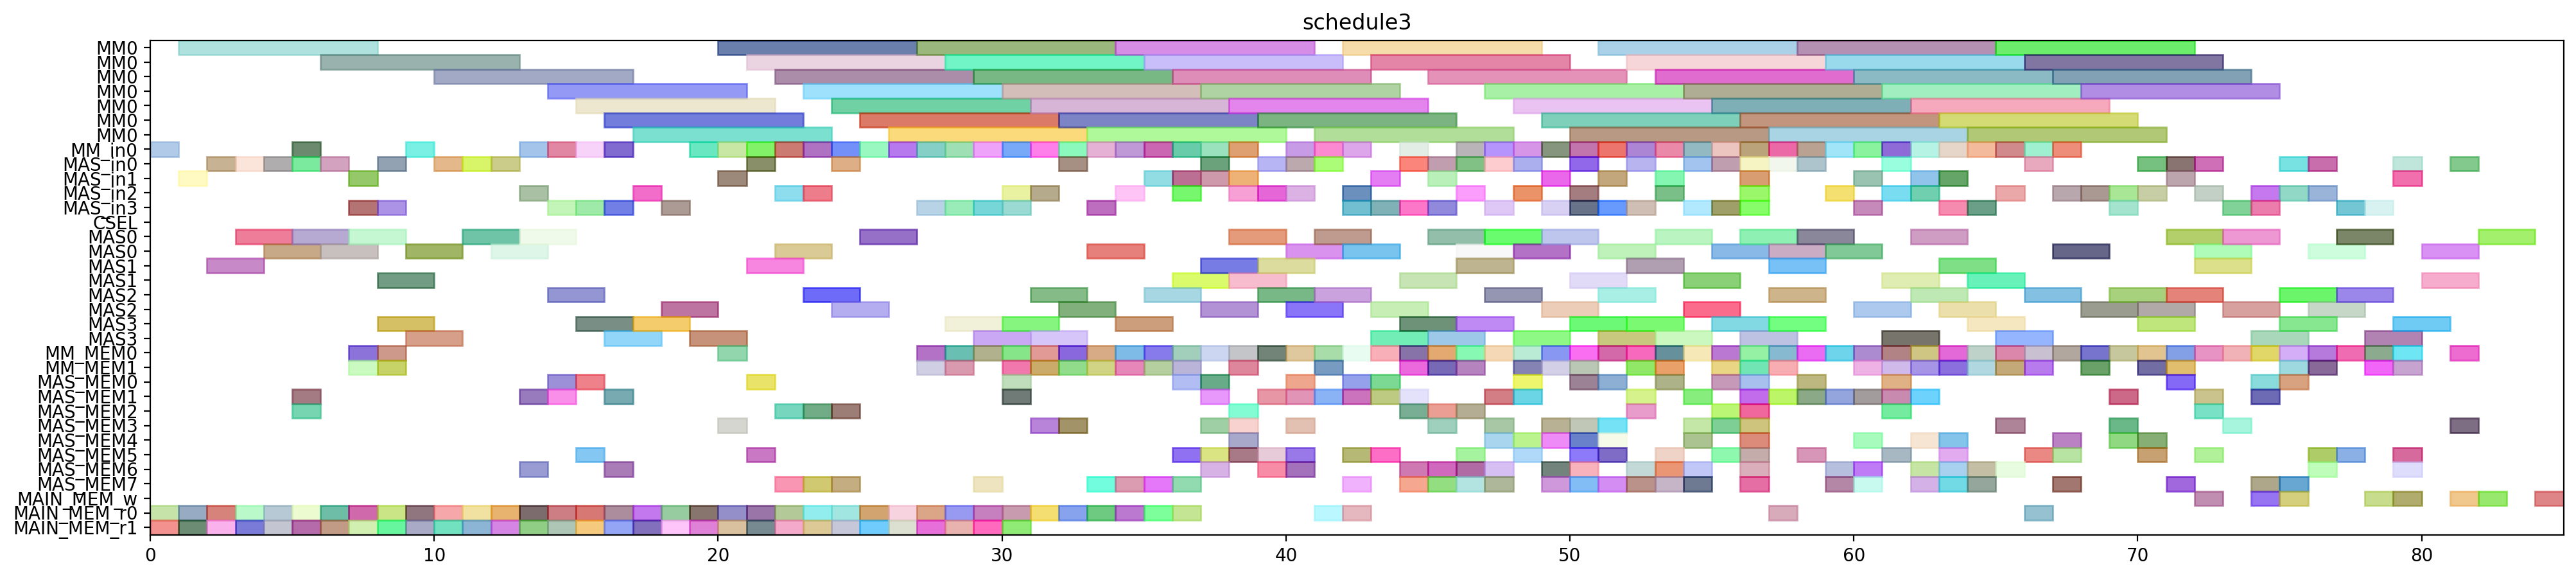 schedule3
MM0
MM0
MM0
MM0
MM0
MM0
MM0
MM_in0
MAS_in0
MAS_in1
MAS_in2
MAS_in3
CSEL
MAS0
MAS0
MAS1
MAS1
MAS2
MAS2
MAS3
MAS3
MM_MEM0
MM_MEM1
MAS_MEM0
MAS_MEM1
MAS_MEM2
MAS_MEM3
MAS_MEM4
MAS_MEM5
MAS_MEM6
MAS_MEM7
MAIN_MEM_w
MAIN_MEM_r0
MAIN_MEM_r1
0 10 20 30 40 50 60 70 80